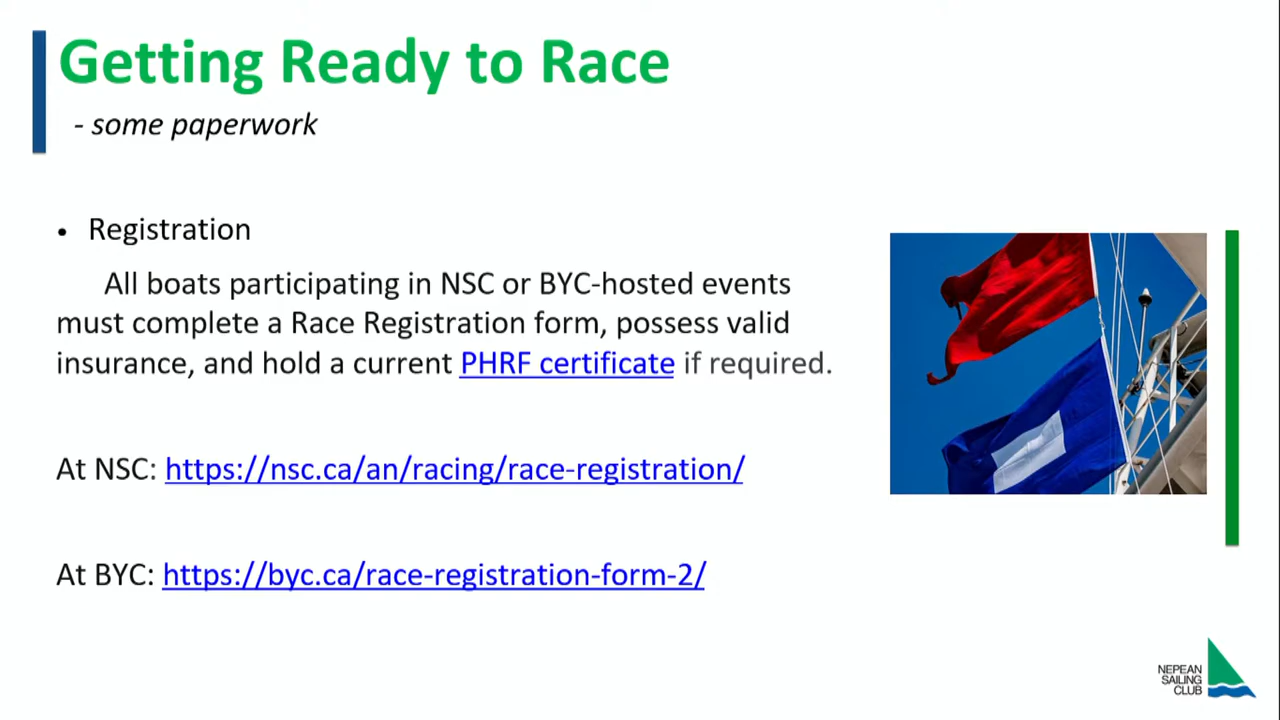 Getting Ready to Race
- some paperwork
• Registration
All boats participating in NSC or BYC-hosted events
must complete a Race Registration form, possess valid
insurance, and hold a current PHRF certificate if required.
At NSC: https://nsc.ca/an/racing/race-registration/
At BYC: https://byc.ca/race-registration-form-2/
NEPEAN
SAILING
CLUB